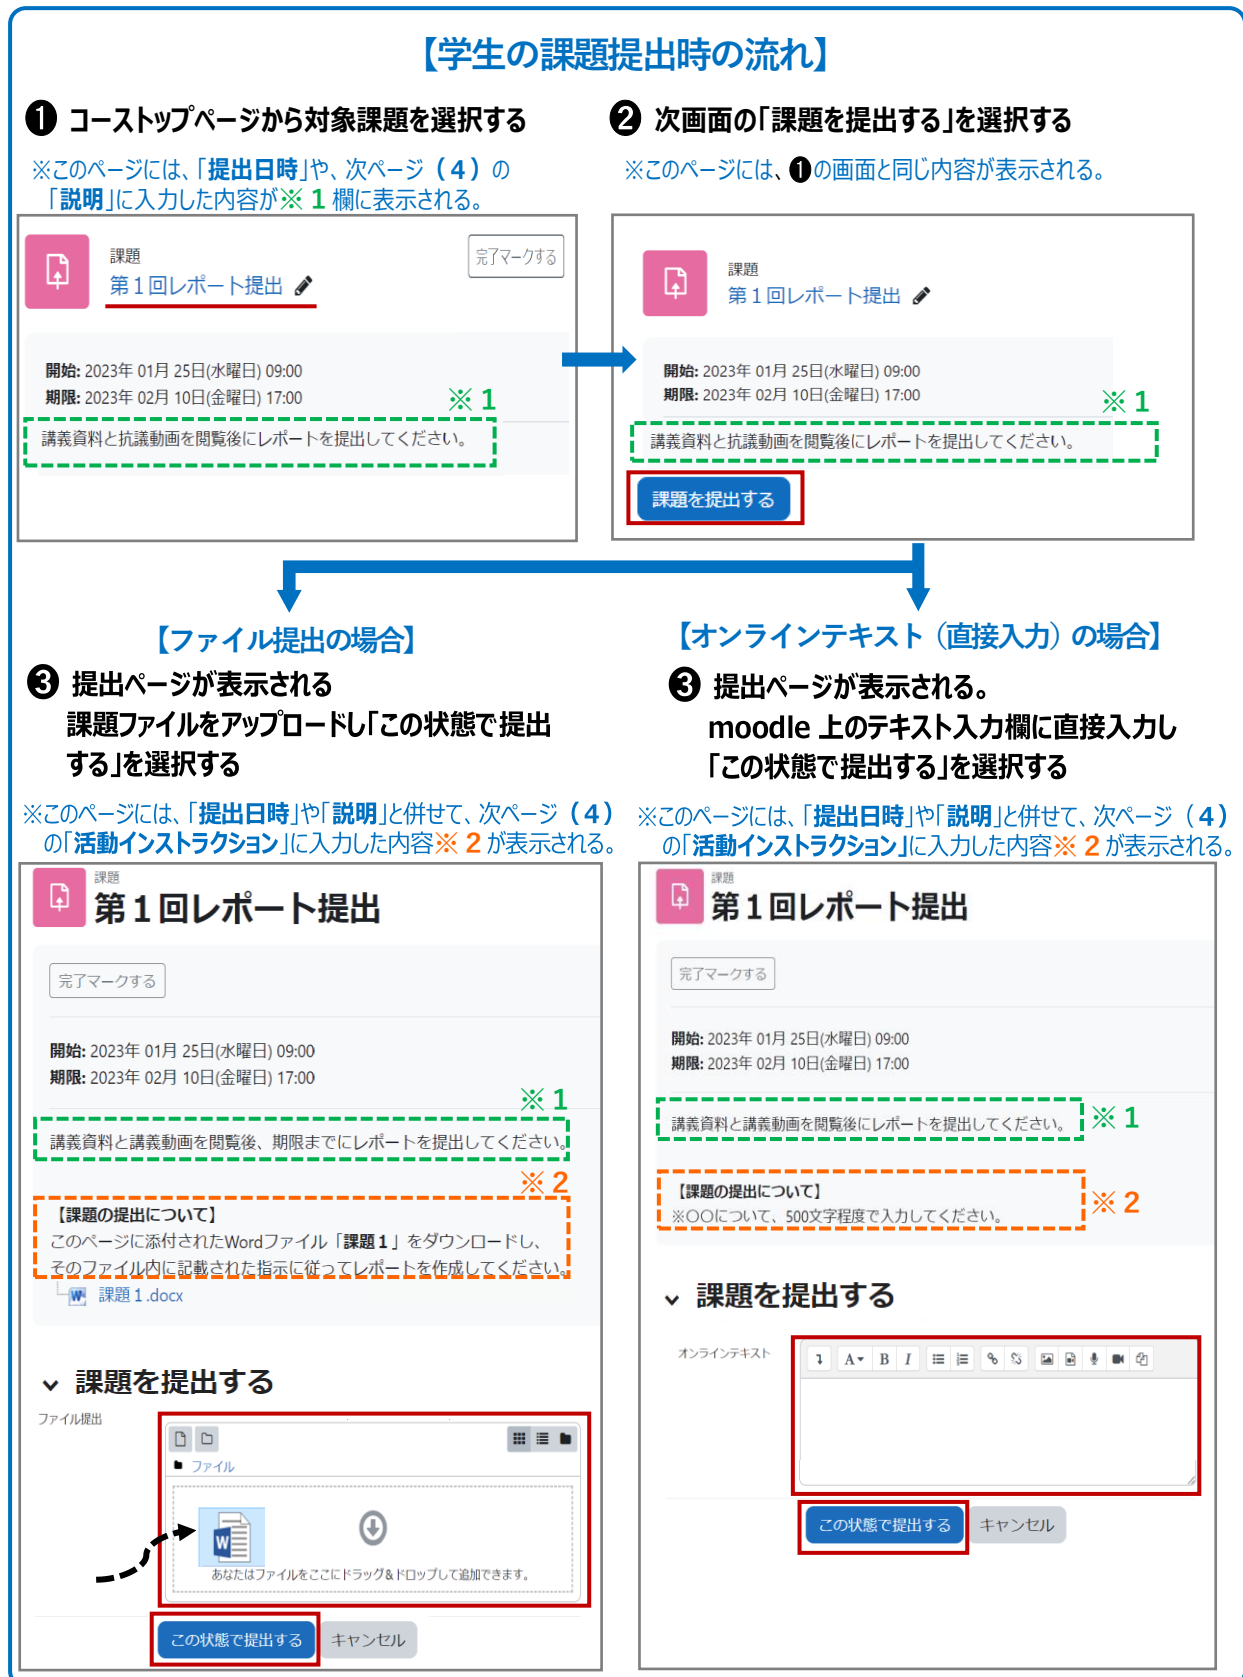 【学生の課題提出時の流れ】
❶ コーストップページから対象課題を選択する
※このページには、「提出日時」や、次ページ（４）の
「説明」に入力した内容が※１欄に表示される。
課題
第１回レポート提出
完了マークする
開始: 2023年 01月 25日(水曜日) 09:00
期限: 2023年 02月 10日(金曜日) 17:00
※１
講義資料と抗議動画を閲覧後にレポートを提出してください。
❷ 次画面の「課題を提出する」を選択する
※このページには、❶の画面と同じ内容が表示される。
課題
第１回レポート提出
開始: 2023年 01月 25日(水曜日) 09:00
期限: 2023年 02月 10日(金曜日) 17:00
※１
講義資料と抗議動画を閲覧後にレポートを提出してください。
課題を提出する
【ファイル提出の場合】
❸ 提出ページが表示される
課題ファイルをアップロードし「この状態で提出
する」を選択する
※このページには、「提出日時」や「説明」と併せて、次ページ（４）
の「活動インストラクション」に入力した内容※２が表示される。
課題
第１回レポート提出
完了マークする
開始: 2023年 01月 25日(水曜日) 09:00
期限: 2023年 02月 10日(金曜日) 17:00
※１
講義資料と講義動画を閲覧後、期限までにレポートを提出してください。
※２
【課題の提出について】
このページに添付されたWordファイル「課題１」をダウンロードし、
そのファイル内に記載された指示に従ってレポートを作成してください。
課題１.docx
課題を提出する
ファイル提出
ファイル
あなたはファイルをここにドラッグ&ドロップして追加できます。
この状態で提出する キャンセル
【オンラインテキスト（直接入力）の場合】
❸ 提出ページが表示される。
moodle 上のテキスト入力欄に直接入力し
「この状態で提出する」を選択する
※このページには、「提出日時」や「説明」と併せて、次ページ（４）
の「活動インストラクション」に入力した内容※２が表示される。
課題
第１回レポート提出
完了マークする
開始: 2023年 01月 25日(水曜日) 09:00
期限: 2023年 02月 10日(金曜日) 17:00
講義資料と講義動画を閲覧後にレポートを提出してください。 ※１
【課題の提出について】
※〇〇について、500文字程度で入力してください。
※２
課題を提出する
オンラインテキスト
A B I
この状態で提出する キャンセル